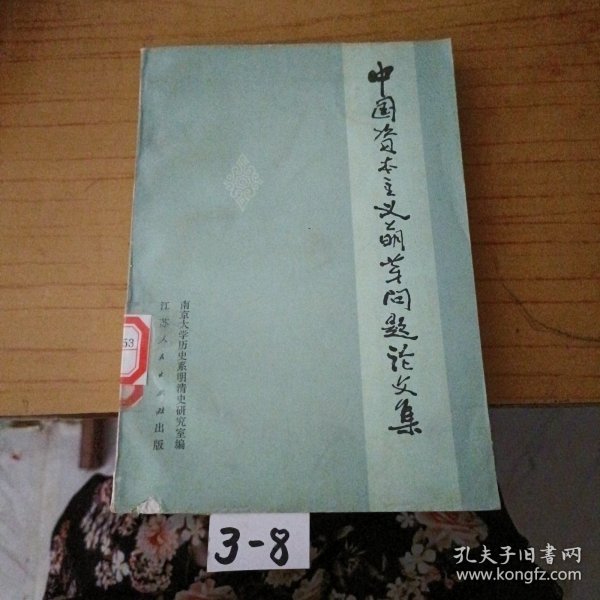 中国资本主义萌芽问题论文集
南京大学历史系明清史研究室编
江苏人民出版社出版
53
3-8
孔夫子旧书网
www.kongfz.com